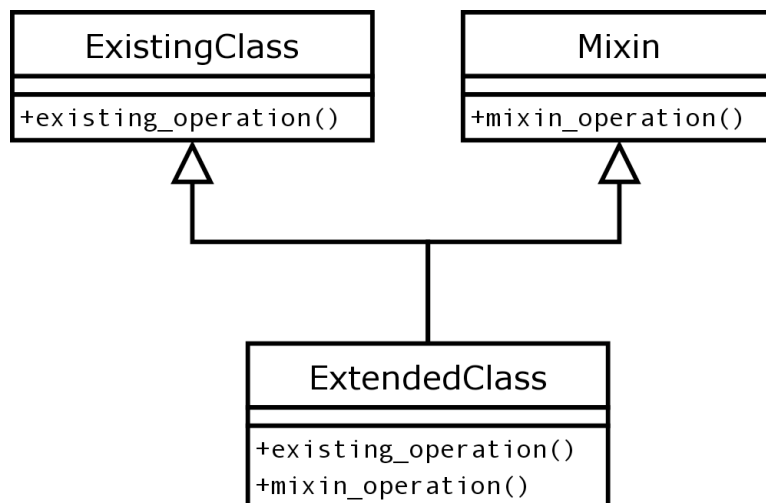 ExistingClass
+existing_operation()
Mixin
+mixin_operation()
ExtendedClass
+existing_operation()
+mixin_operation()